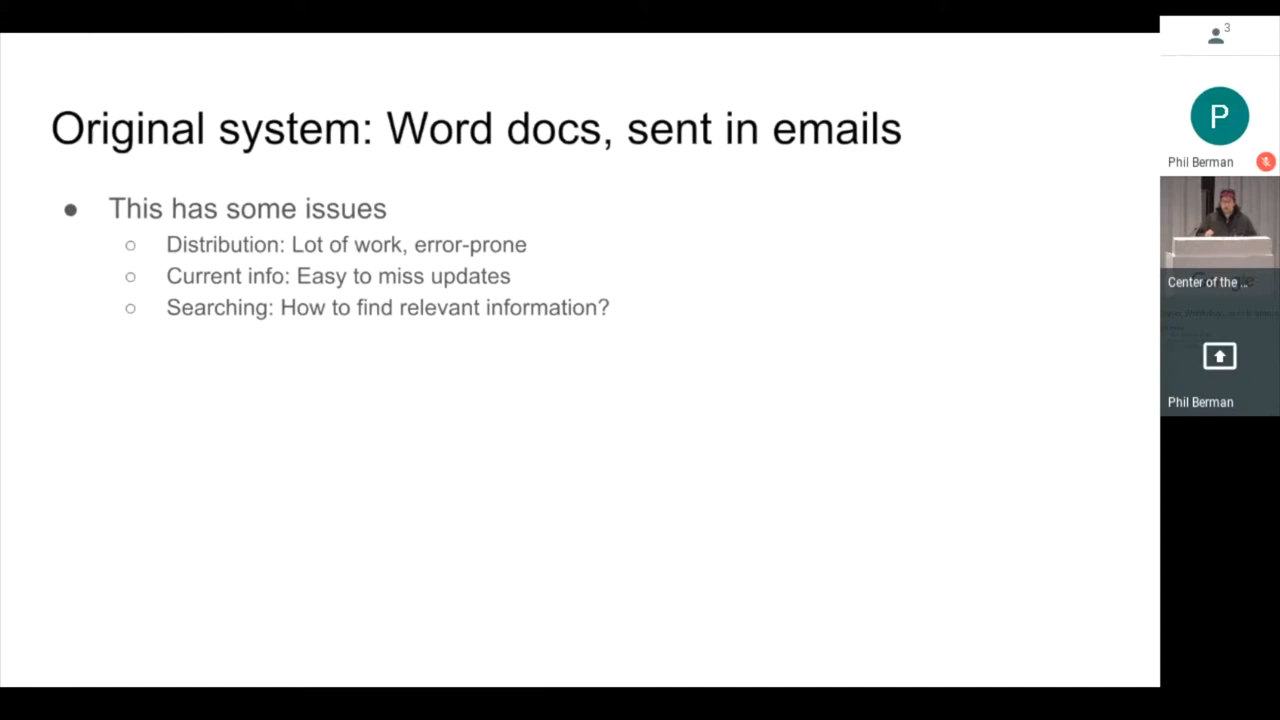 Original system: Word docs, sent in emails
This has some issues
Distribution: Lot of work, error-prone
Current info: Easy to miss updates
Searching: How to find relevant information?
3
P
Phil Berman
Center of the ...
Phil Berman